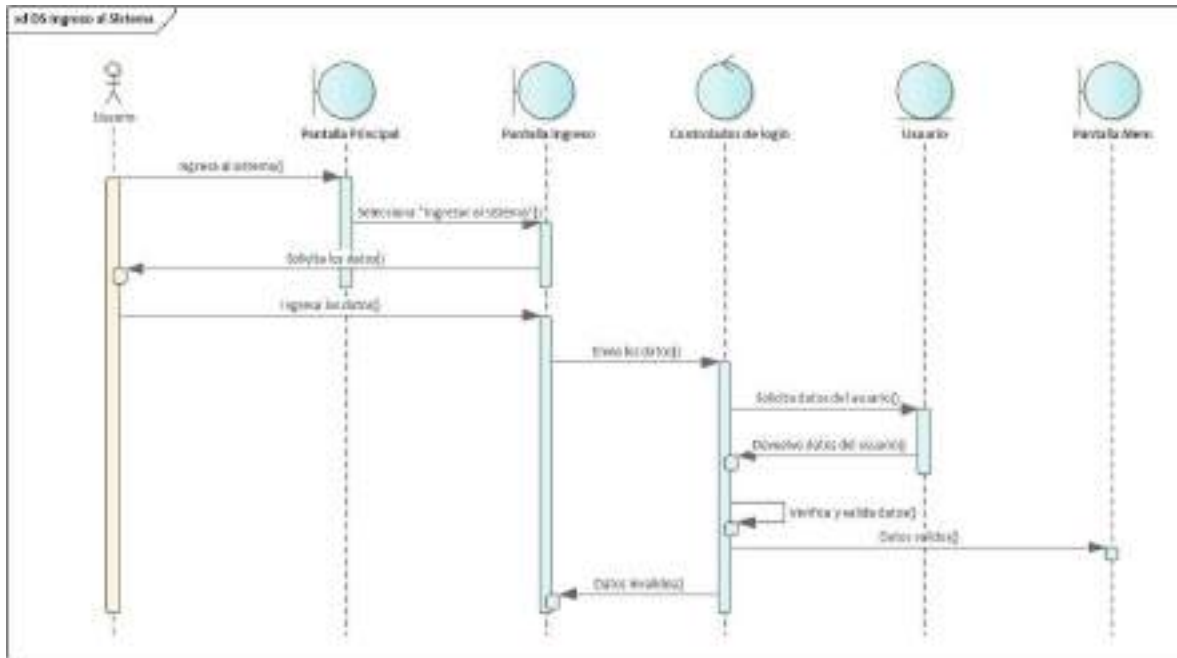 sd DS Ingreso al Sistema
Usuario
Pantalla Principal
Pantalla Ingreso
Controlados de login
Usuario
Pantalla Menu
Ingresa al sistema()
Selecciona "Ingresar al sistema"()
Solicita los datos()
Ingresa los datos()
Envia los datos()
Solicita datos del usuario()
Devuelve datos del usuario()
Verifica y valida datos()
Datos validos()
Datos invalidos()